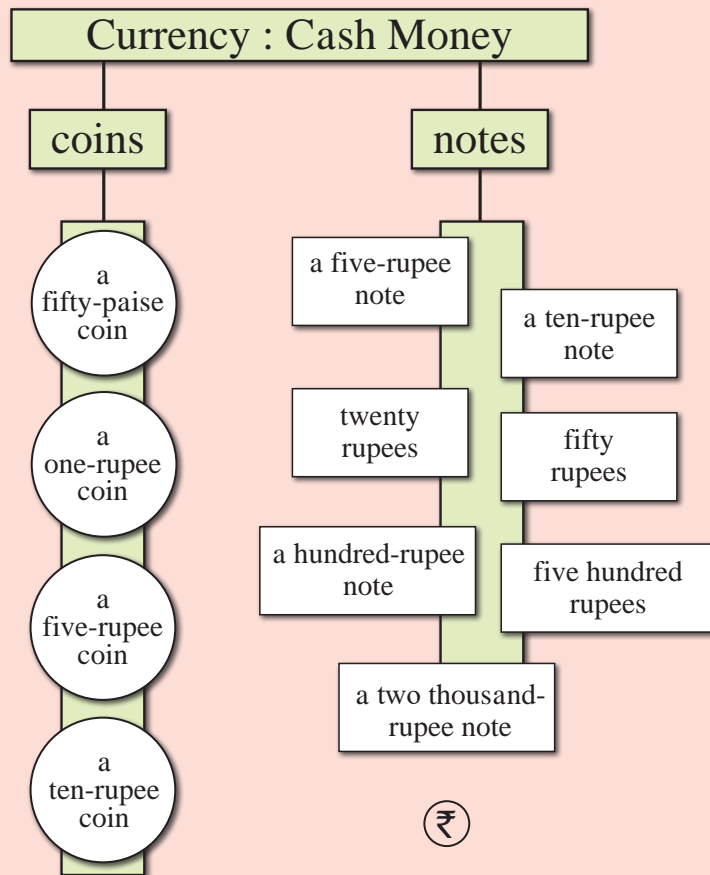 Currency : Cash Money
coins
notes
a
fifty-paise
coin
a
one-rupee
coin
a
five-rupee
coin
a
ten-rupee
coin
a five-rupee
note
a ten-rupee
note
twenty
rupees
fifty
rupees
a hundred-rupee
note
five hundred
rupees
a two thousand-
rupee note
₹